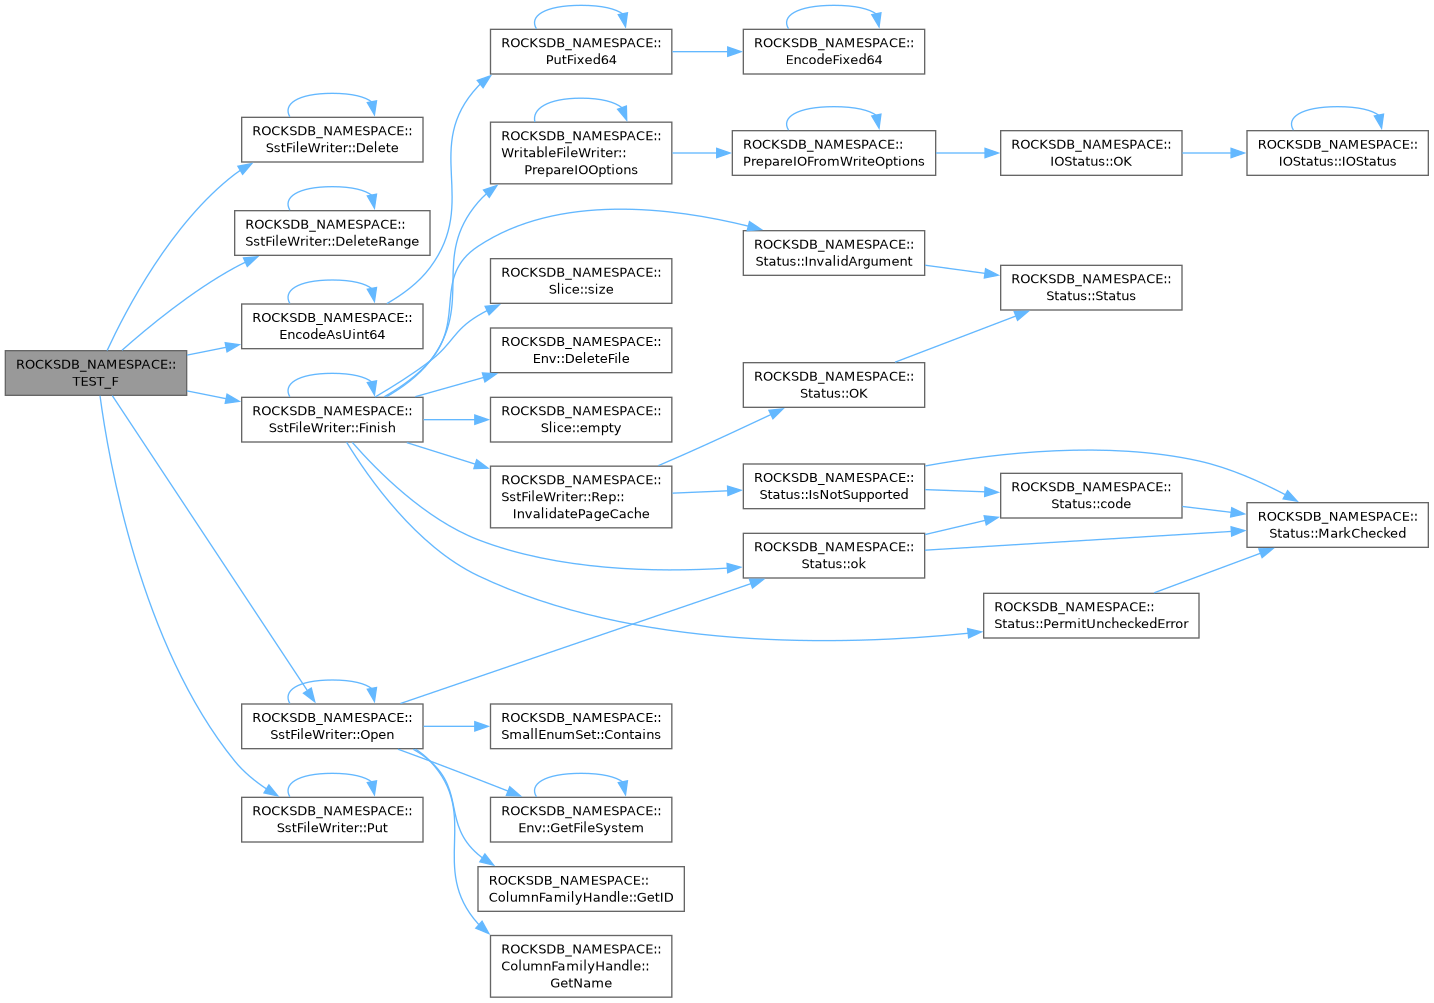 ROCKSDB_NAMESPACE::
TEST_F
ROCKSDB_NAMESPACE::
SstFileWriter::Delete
ROCKSDB_NAMESPACE::
SstFileWriter::DeleteRange
ROCKSDB_NAMESPACE::
EncodeAsUint64
ROCKSDB_NAMESPACE::
SstFileWriter::Finish
ROCKSDB_NAMESPACE::
SstFileWriter::Open
ROCKSDB_NAMESPACE::
SstFileWriter::Put
ROCKSDB_NAMESPACE::
PutFixed64
ROCKSDB_NAMESPACE::
WritableFileWriter::
PrepareIOOptions
ROCKSDB_NAMESPACE::
Slice::size
ROCKSDB_NAMESPACE::
Env::DeleteFile
ROCKSDB_NAMESPACE::
Slice::empty
ROCKSDB_NAMESPACE::
SstFileWriter::Rep::
InvalidatePageCache
ROCKSDB_NAMESPACE::
SmallEnumSet::Contains
ROCKSDB_NAMESPACE::
Env::GetFileSystem
ROCKSDB_NAMESPACE::
ColumnFamilyHandle::GetID
ROCKSDB_NAMESPACE::
ColumnFamilyHandle::
GetName
ROCKSDB_NAMESPACE::
EncodeFixed64
ROCKSDB_NAMESPACE::
PrepareIOFromWriteOptions
ROCKSDB_NAMESPACE::
Status::InvalidArgument
ROCKSDB_NAMESPACE::
Status::OK
ROCKSDB_NAMESPACE::
Status::IsNotSupported
ROCKSDB_NAMESPACE::
Status::ok
ROCKSDB_NAMESPACE::
IOStatus::OK
ROCKSDB_NAMESPACE::
Status::Status
ROCKSDB_NAMESPACE::
Status::code
ROCKSDB_NAMESPACE::
Status::PermitUncheckedError
ROCKSDB_NAMESPACE::
IOStatus::IOStatus
ROCKSDB_NAMESPACE::
Status::MarkChecked